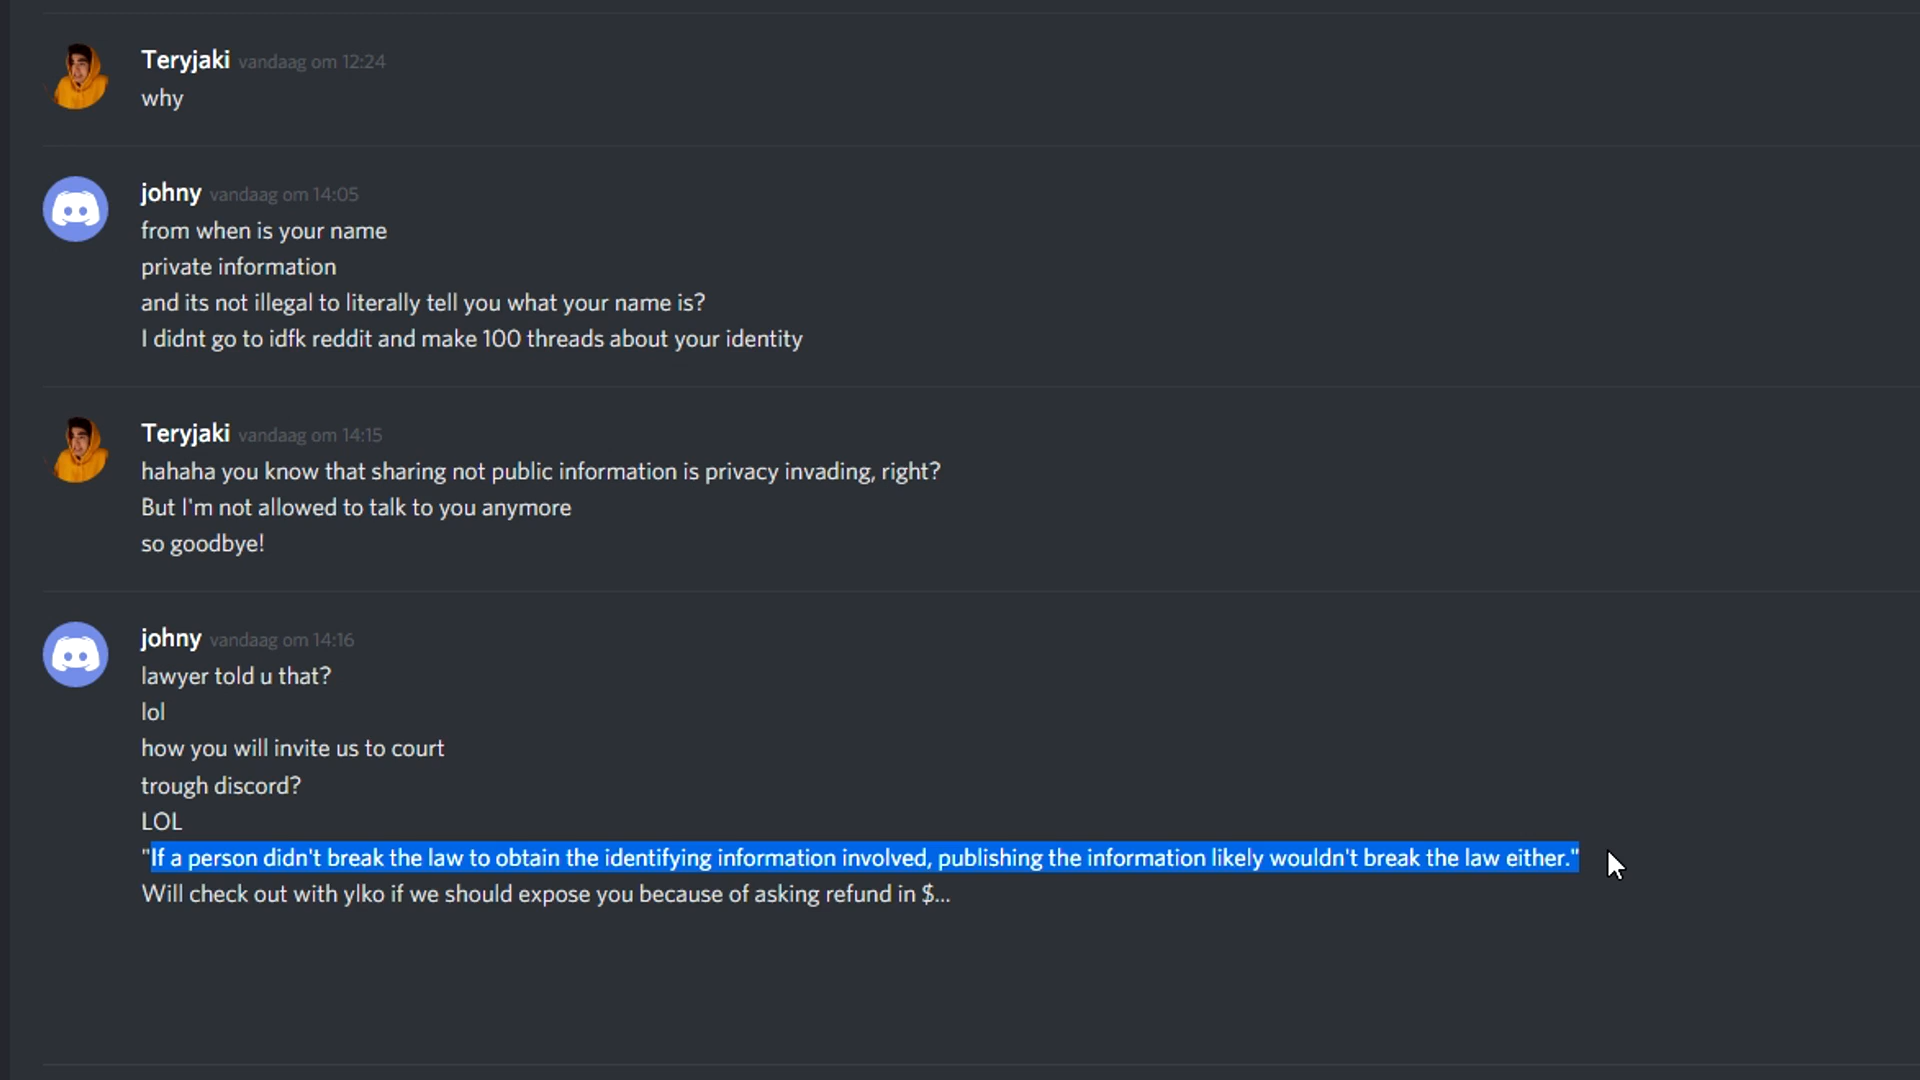 Teryjaki vandaag om 12:24
why
johny vandaag om 14:05
from when is your name
private information
and its not illegal to literally tell you what your name is?
I didnt go to idfk reddit and make 100 threads about your identity
Teryjaki vandaag om 14:15
hahaha you know that sharing not public information is privacy invading, right?
But I'm not allowed to talk to you anymore
so goodbye!
johny vandaag om 14:16
lawyer told u that?
lol
how you will invite us to court
trough discord?
LOL
"If a person didn't break the law to obtain the identifying information involved, publishing the information likely wouldn't break the law either."
Will check out with ylko if we should expose you because of asking refund in $...